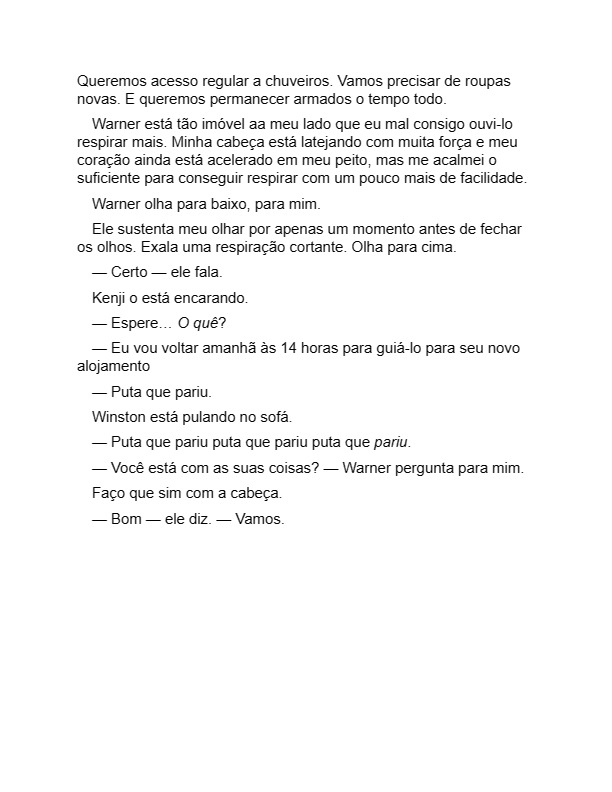 Queremos acesso regular a chuveiros. Vamos precisar de roupas
novas. E queremos permanecer armados o tempo todo.
Warner está tão imóvel aa meu lado que eu mal consigo ouvi-lo
respirar mais. Minha cabeça está latejando com muita força e meu
coração ainda está acelerado em meu peito, mas me acalmei o
suficiente para conseguir respirar com um pouco mais de facilidade.
Warner olha para baixo, para mim.
Ele sustenta meu olhar por apenas um momento antes de fechar
os olhos. Exala uma respiração cortante. Olha para cima.
— Certo — ele fala.
Kenji o está encarando.
— Espere… O quê?
— Eu vou voltar amanhã às 14 horas para guiá-lo para seu novo
alojamento
— Puta que pariu.
Winston está pulando no sofá.
— Puta que pariu puta que pariu puta que pariu.
— Você está com as suas coisas? — Warner pergunta para mim.
Faço que sim com a cabeça.
— Bom — ele diz. — Vamos.